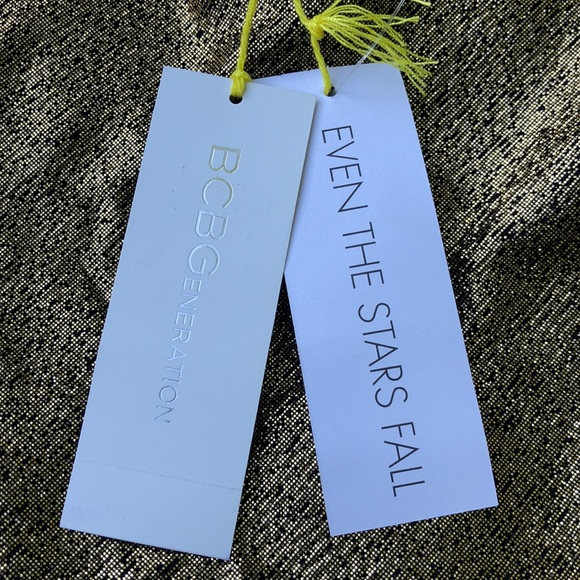 BCBGENERATION
EVEN THE STARS FALL